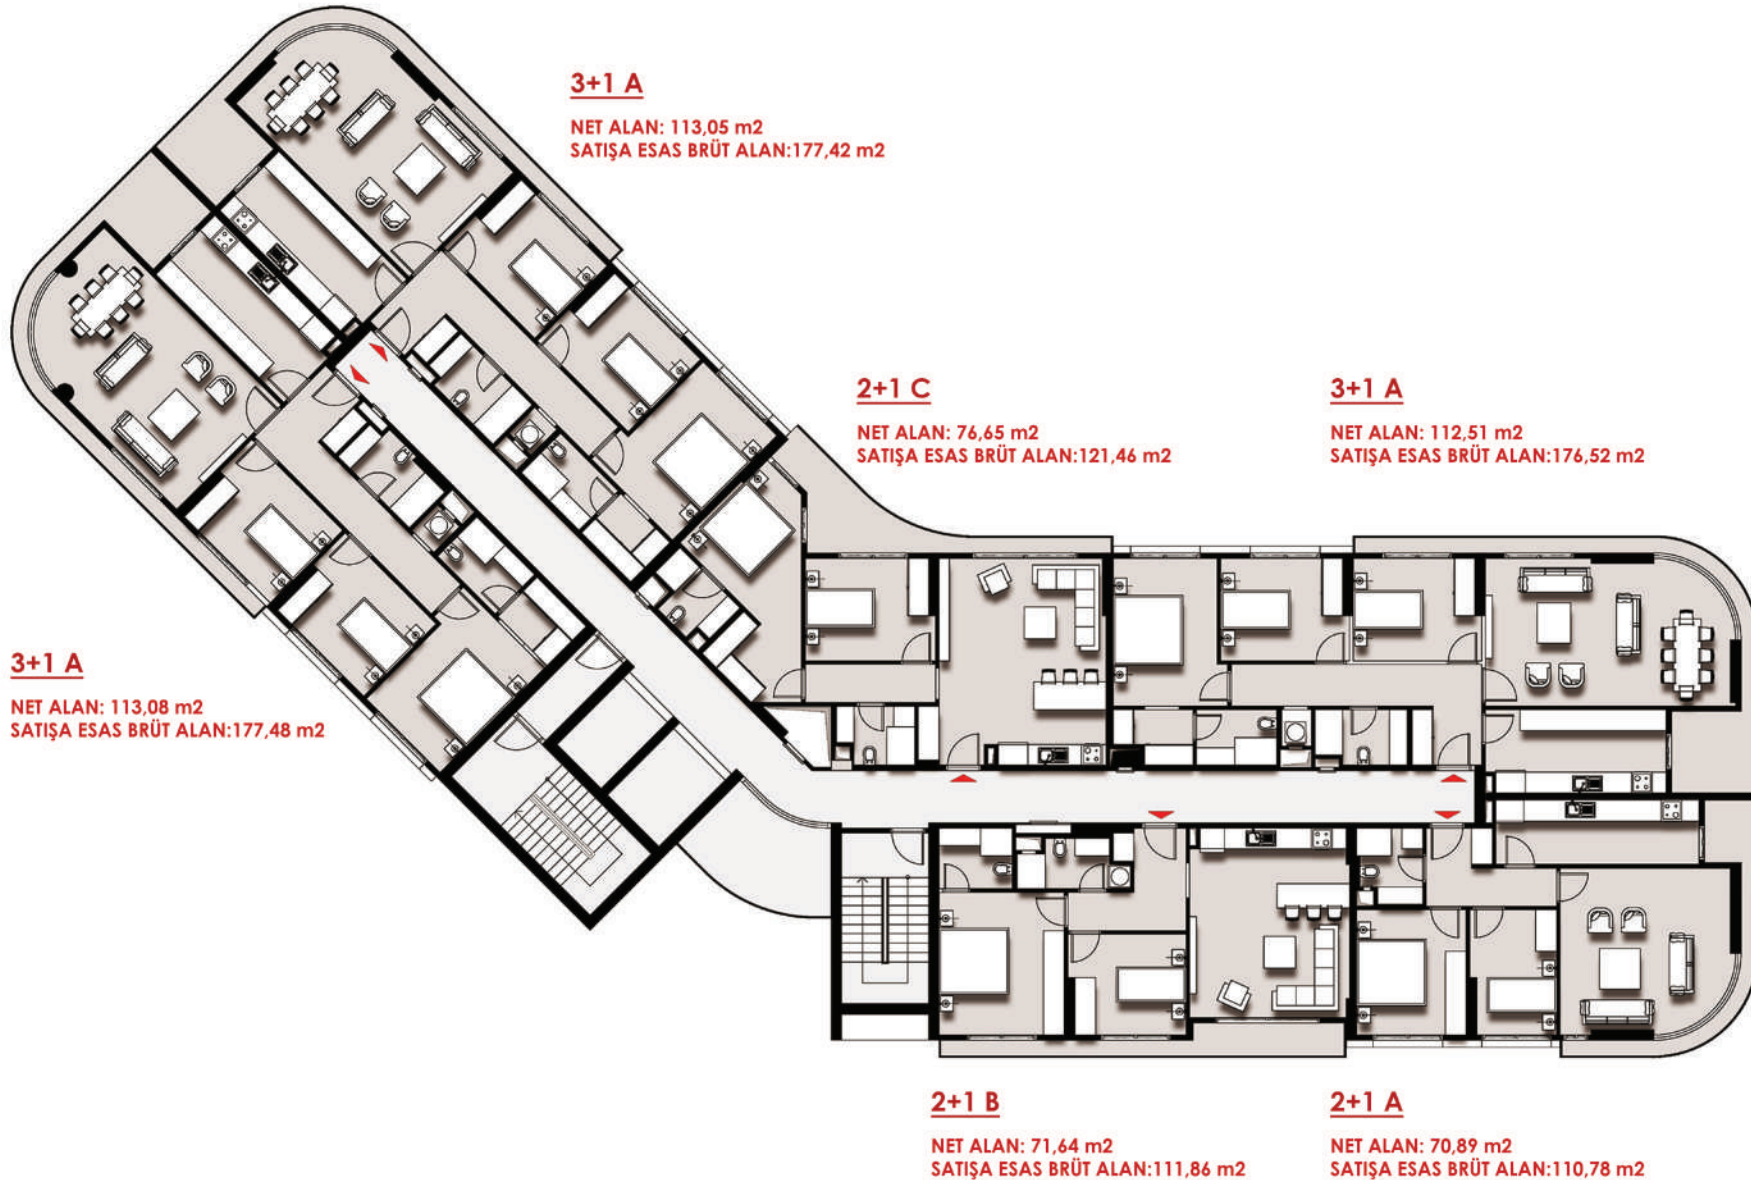 3+1 A
NET ALAN: 113,05 m2
SATIŞA ESAS BRÜT ALAN:177,42 m2
2+1 C
NET ALAN: 76,65 m2
SATIŞA ESAS BRÜT ALAN:121,46 m2
3+1 A
NET ALAN: 112,51 m2
SATIŞA ESAS BRÜT ALAN:176,52 m2
3+1 A
NET ALAN: 113,08 m2
SATIŞA ESAS BRÜT ALAN:177,48 m2
2+1 B
NET ALAN: 71,64 m2
SATIŞA ESAS BRÜT ALAN:111,86 m2
2+1 A
NET ALAN: 70,89 m2
SATIŞA ESAS BRÜT ALAN:110,78 m2